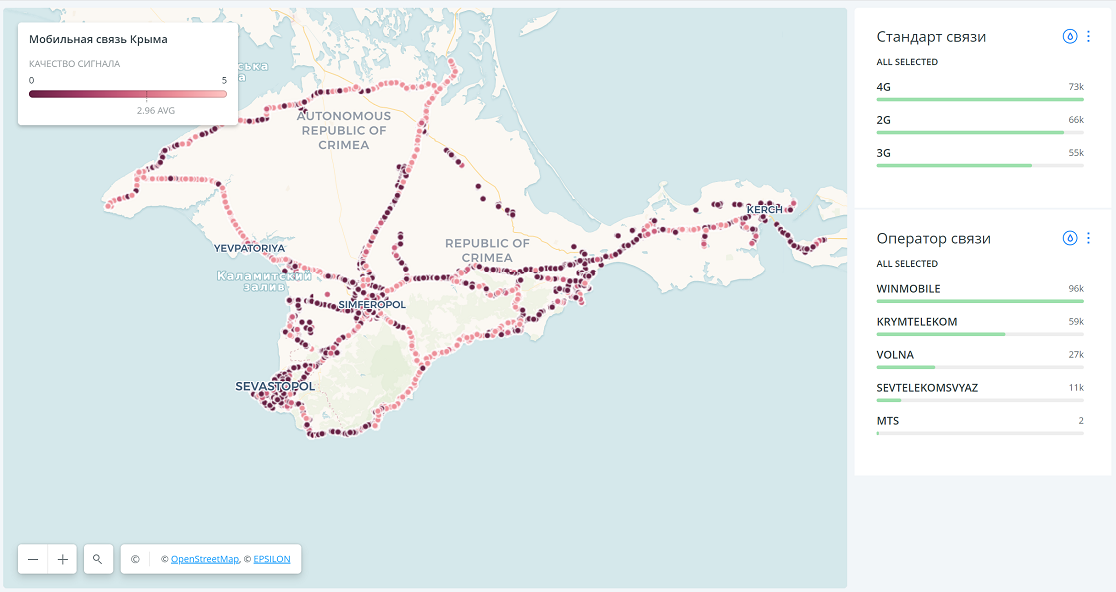 Мобильная связь Крыма
КАЧЕСТВО СИГНАЛА
0 5
2.96 AVG
ська
а
AUTONOMOUS
REPUBLIC OF
CRIMEA
KERCH
YEVPATORIYA
REPUBLIC OF
CRIMEA
Каламитский
залив
SIMFEROPOL
SEVASTOPOL
© © OpenStreetMap, © EPSILON
Стандарт связи
ALL SELECTED
4G 73k
2G 66k
3G 55k
Оператор связи
ALL SELECTED
WINMOBILE 96k
KRYMTELEKOM 59k
VOLNA 27k
SEVTELEKOMSVYAZ 11k
MTS 2